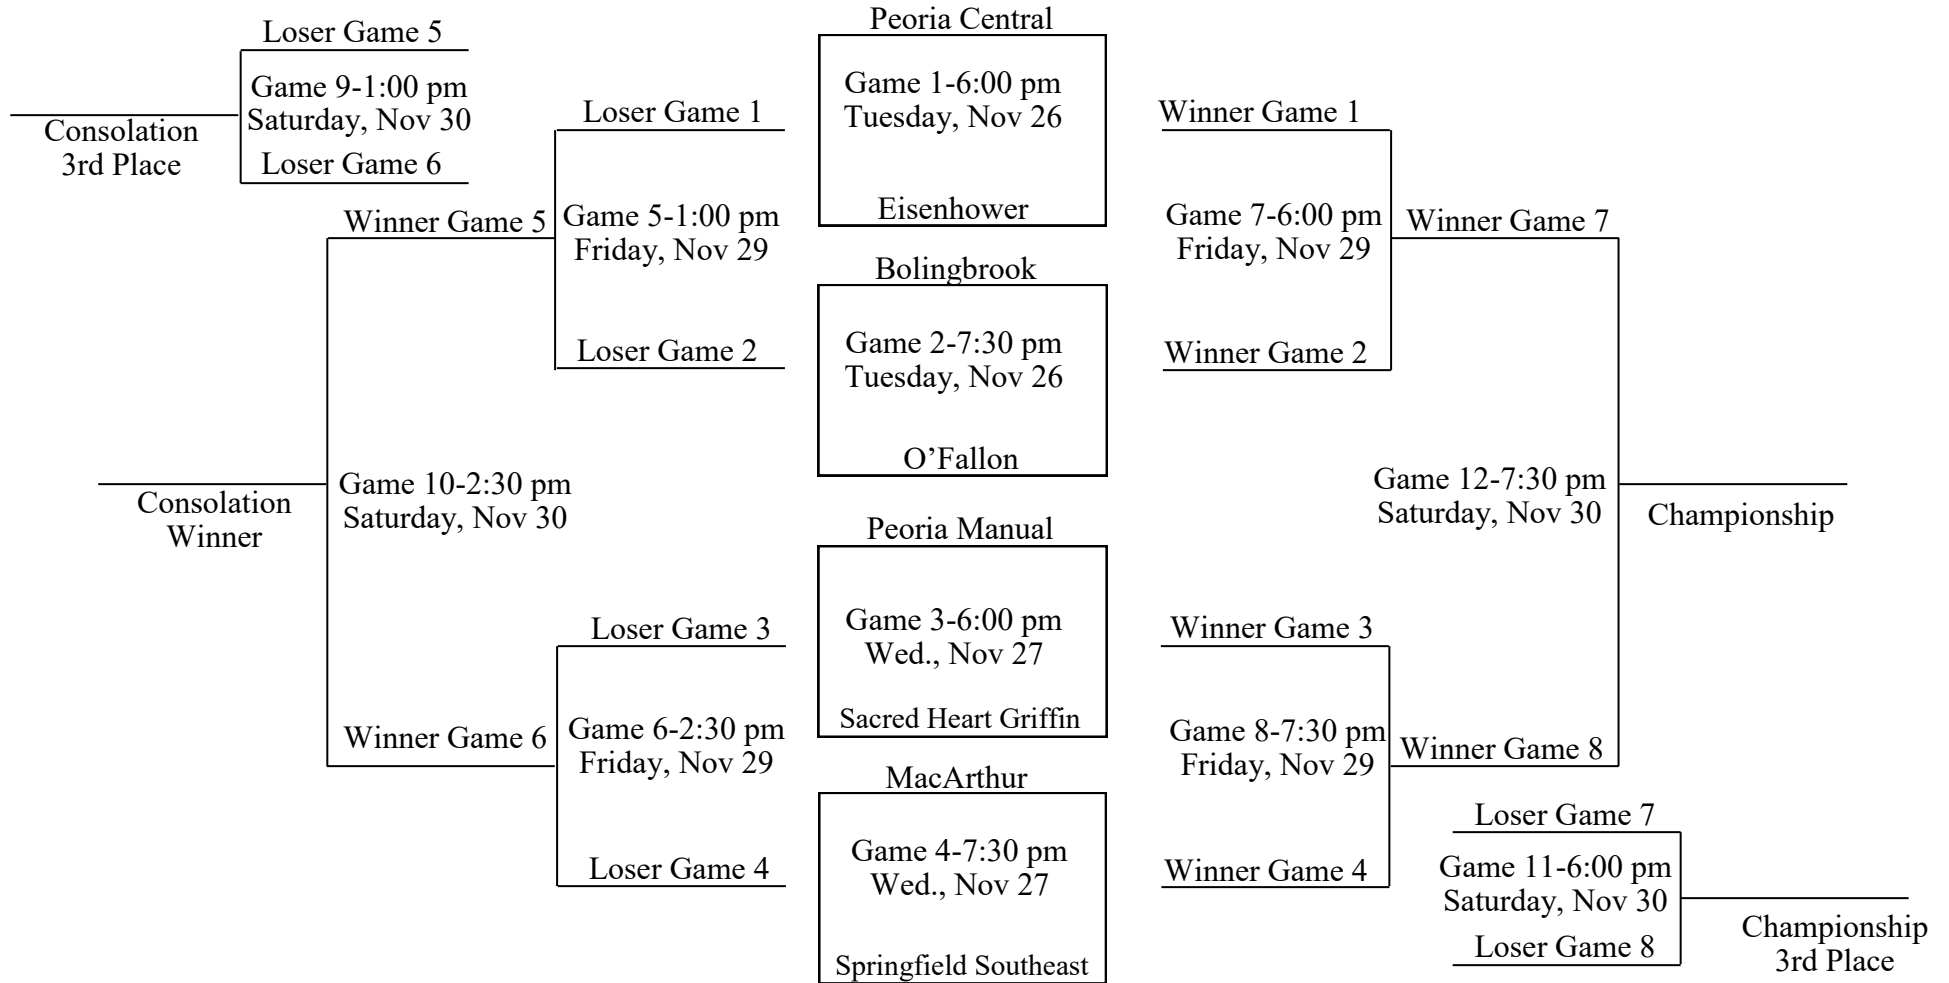 Loser Game 5
Game 9-1:00 pm
Saturday, Nov 30
Loser Game 6
Consolation
3rd Place
Winner Game 5
Game 10-2:30 pm
Saturday, Nov 30
Winner Game 6
Consolation
Winner
Loser Game 1
Game 5-1:00 pm
Friday, Nov 29
Loser Game 2
Loser Game 3
Game 6-2:30 pm
Friday, Nov 29
Loser Game 4
Peoria Central
Game 1-6:00 pm
Tuesday, Nov 26
Eisenhower
Bolingbrook
Game 2-7:30 pm
Tuesday, Nov 26
O’Fallon
Peoria Manual
Game 3-6:00 pm
Wed., Nov 27
Sacred Heart Griffin
MacArthur
Game 4-7:30 pm
Wed., Nov 27
Springfield Southeast
Winner Game 1
Game 7-6:00 pm
Friday, Nov 29
Winner Game 2
Winner Game 3
Game 8-7:30 pm
Friday, Nov 29
Winner Game 4
Winner Game 7
Game 12-7:30 pm
Saturday, Nov 30
Winner Game 8
Championship
Loser Game 7
Game 11-6:00 pm
Saturday, Nov 30
Loser Game 8
Championship
3rd Place